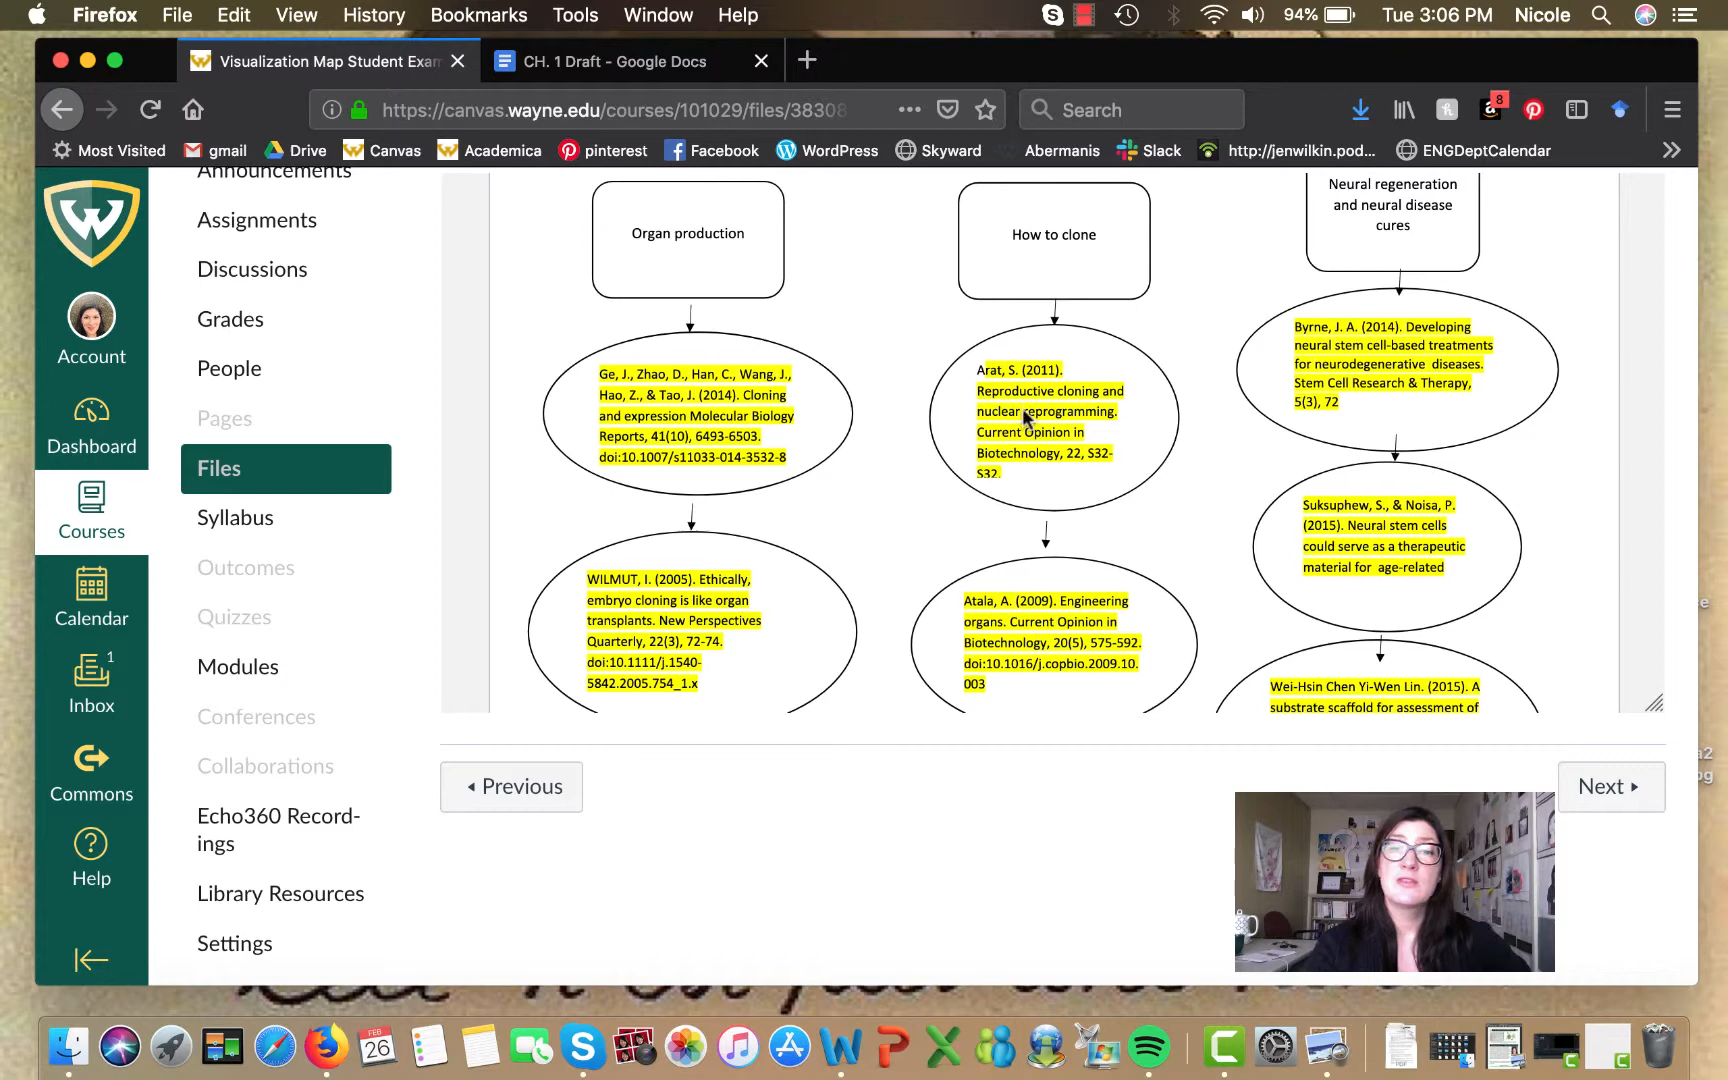 Firefox File Edit View History Bookmarks Tools Window Help 94% Tue 3:06 PM Nicole
Visualization Map Student Exam
CH. 1 Draft - Google Docs
https://canvas.wayne.edu/courses/101029/files/38308
Search
8
Most Visited gmail Drive Canvas Academica pinterest Facebook WordPress Skyward Abermanis Slack http://jenwilkin.pod... ENGDeptCalendar
W
Account
Dashboard
Courses
Calendar
1
Inbox
Commons
Help
Announcements
Assignments
Discussions
Grades
People
Pages
Files
Syllabus
Outcomes
Quizzes
Modules
Conferences
Collaborations
Echo360 Record-
ings
Library Resources
Settings
Organ production
Ge, J., Zhao, D., Han, C., Wang, J.,
Hao, Z., & Tao, J. (2014). Cloning
and expression Molecular Biology
Reports, 41(10), 6493-6503.
doi:10.1007/s11033-014-3532-8
WILMUT, I. (2005). Ethically,
embryo cloning is like organ
transplants. New Perspectives
Quarterly, 22(3), 72-74.
doi:10.1111/j.1540-
5842.2005.754_1.x
How to clone
Arat, S. (2011).
Reproductive cloning and
nuclear reprogramming.
Current Opinion in
Biotechnology, 22, S32-
S32.
Atala, A. (2009). Engineering
organs. Current Opinion in
Biotechnology, 20(5), 575-592.
doi:10.1016/j.copbio.2009.10.
003
Neural regeneration
and neural disease
cures
Byrne, J. A. (2014). Developing
neural stem cell-based treatments
for neurodegenerative diseases.
Stem Cell Research & Therapy,
5(3), 72
Suksuphew, S., & Noisa, P.
(2015). Neural stem cells
could serve as a therapeutic
material for age-related
Wei-Hsin Chen Yi-Wen Lin. (2015). A
substrate scaffold for assessment of
Previous
Next
FEB
26